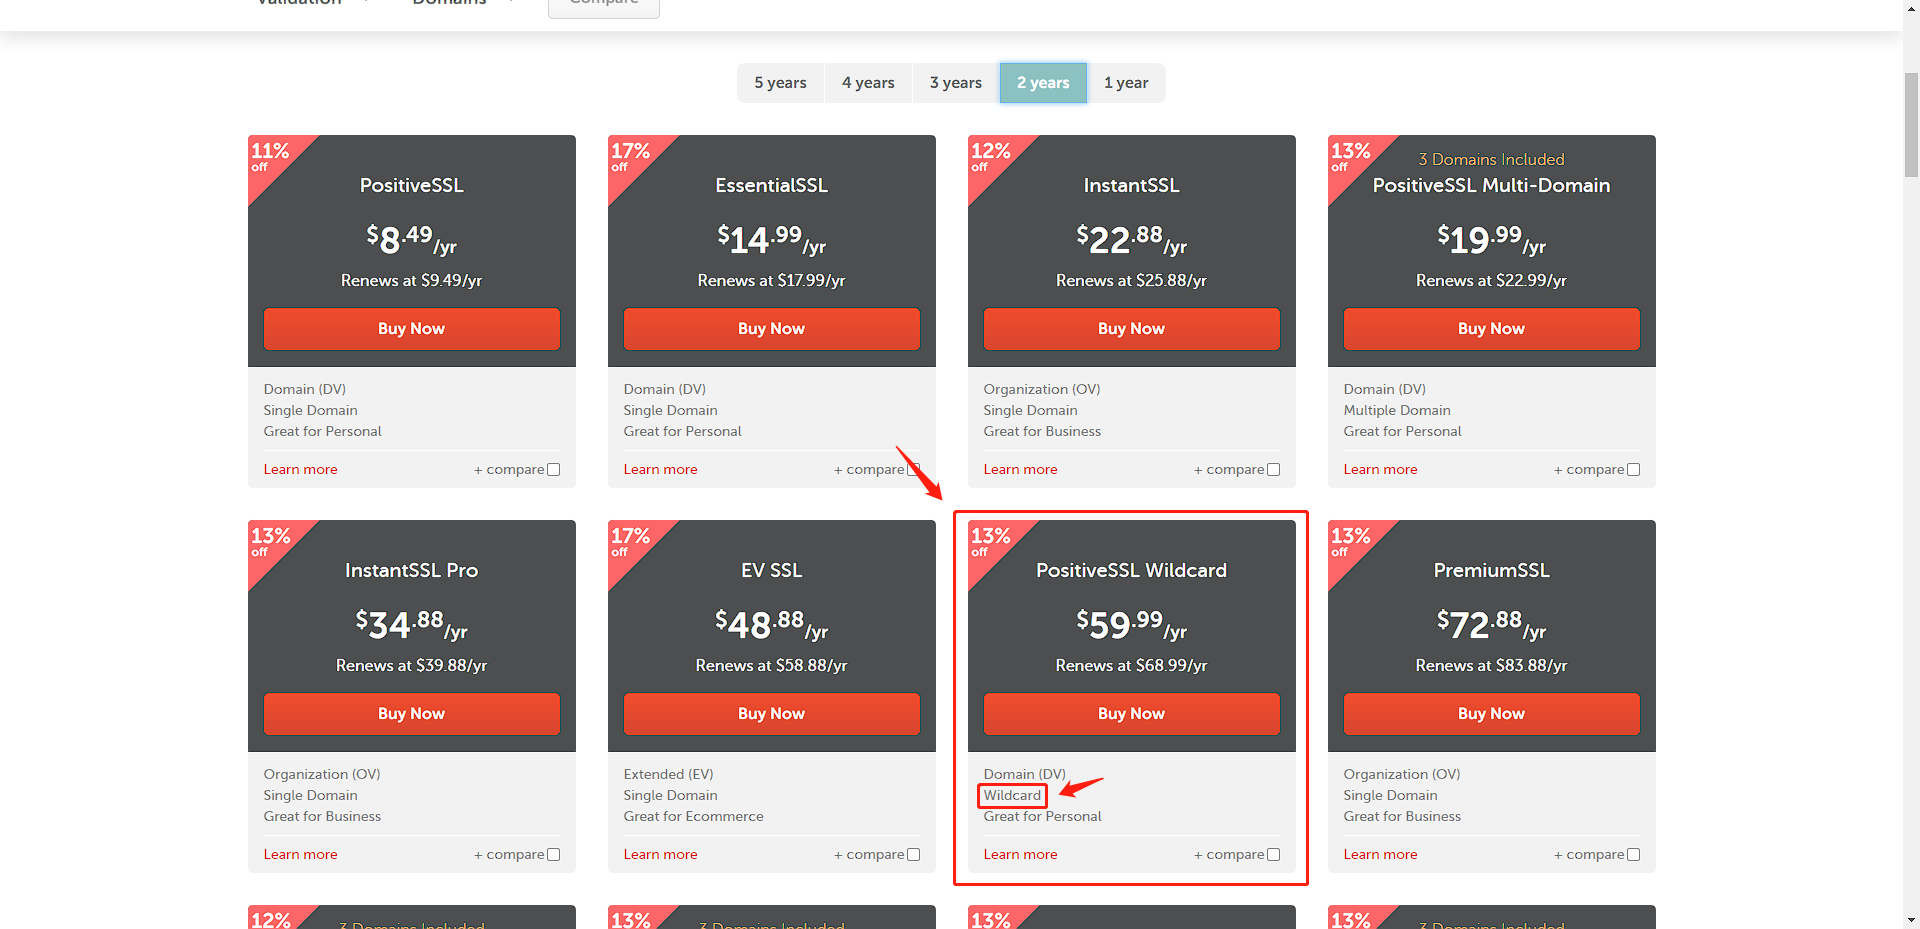 Validation
Domains
Compare
5 years
4 years
3 years
2 years
1 year
11%
off
PositiveSSL
$8.49/yr
Renews at $9.49/yr
Buy Now
Domain (DV)
Single Domain
Great for Personal
Learn more
+ compare
17%
off
EssentialSSL
$14.99/yr
Renews at $17.99/yr
Buy Now
Domain (DV)
Single Domain
Great for Personal
Learn more
+ compare
12%
off
InstantSSL
$22.88/yr
Renews at $25.88/yr
Buy Now
Organization (OV)
Single Domain
Great for Business
Learn more
+ compare
13%
off
3 Domains Included
PositiveSSL Multi-Domain
$19.99/yr
Renews at $22.99/yr
Buy Now
Domain (DV)
Multiple Domain
Great for Personal
Learn more
+ compare
13%
off
InstantSSL Pro
$34.88/yr
Renews at $39.88/yr
Buy Now
Organization (OV)
Single Domain
Great for Business
Learn more
+ compare
17%
off
EV SSL
$48.88/yr
Renews at $58.88/yr
Buy Now
Extended (EV)
Single Domain
Great for Ecommerce
Learn more
+ compare
13%
off
PositiveSSL Wildcard
$59.99/yr
Renews at $68.99/yr
Buy Now
Domain (DV)
Wildcard
Great for Personal
Learn more
+ compare
13%
off
PremiumSSL
$72.88/yr
Renews at $83.88/yr
Buy Now
Organization (OV)
Single Domain
Great for Business
Learn more
+ compare
12%
3 Domains Included
13%
3 Domains Included
13%
13%
3 Domains Included